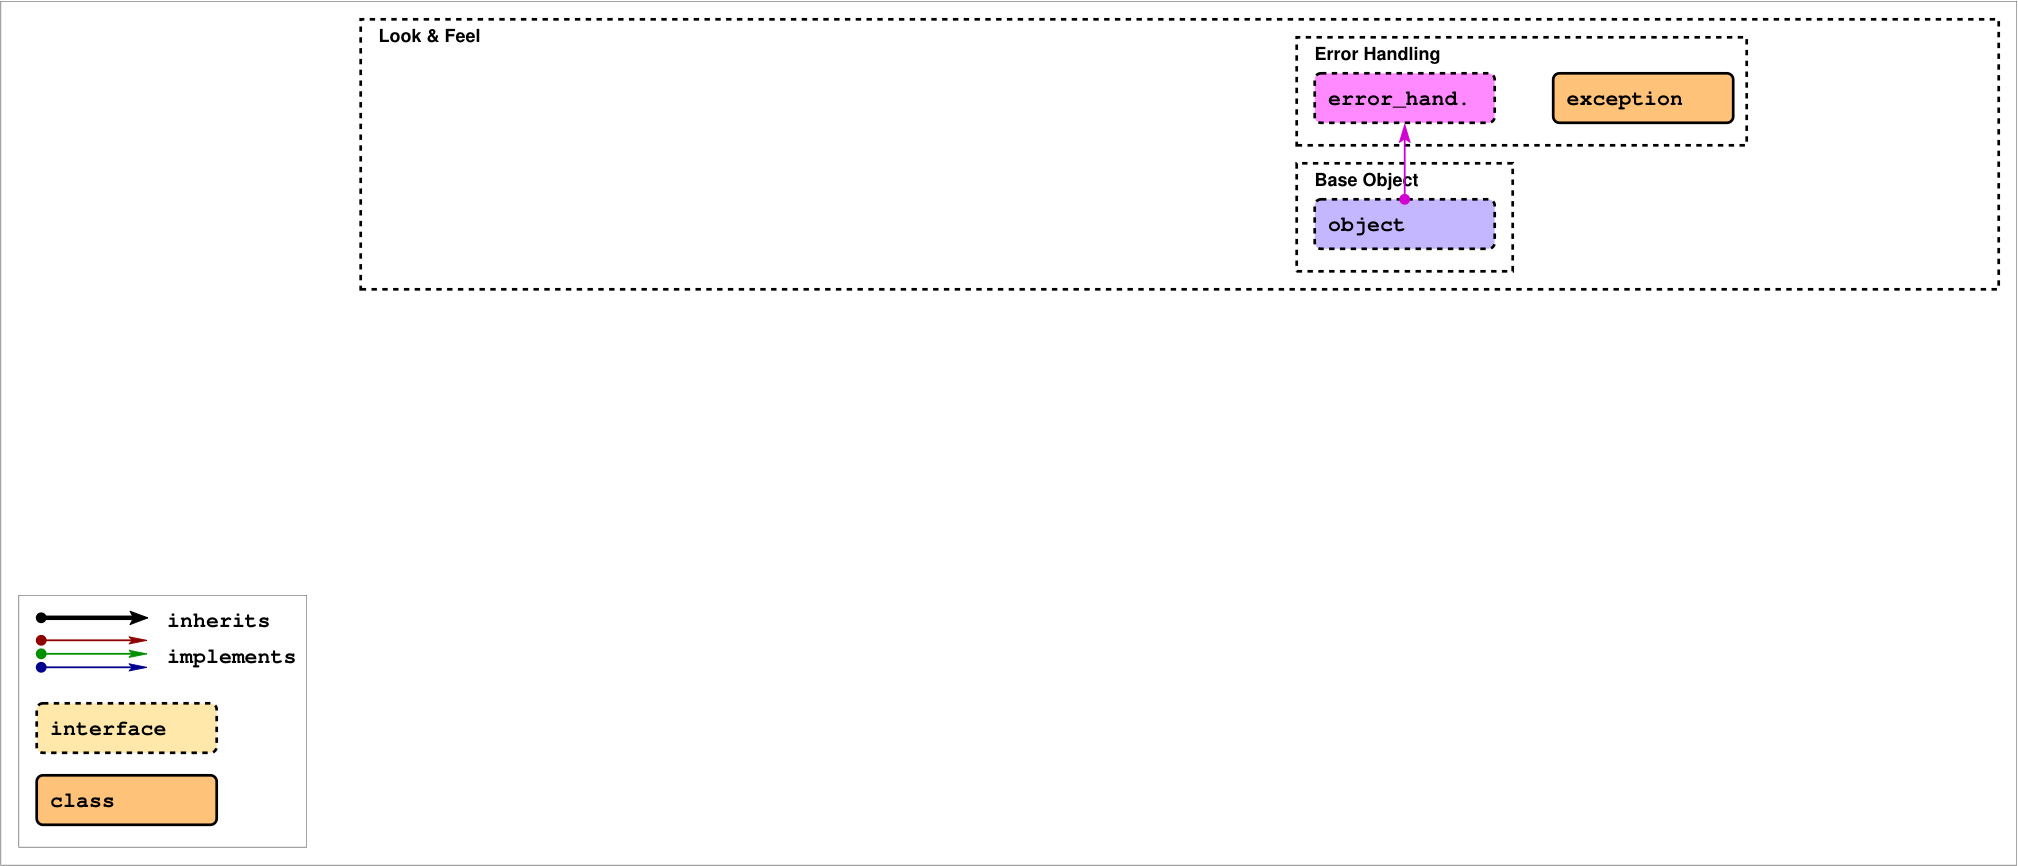 Look & Feel
Error Handling
error_hand.
exception
Base Object
object
inherits
implements
interface
class